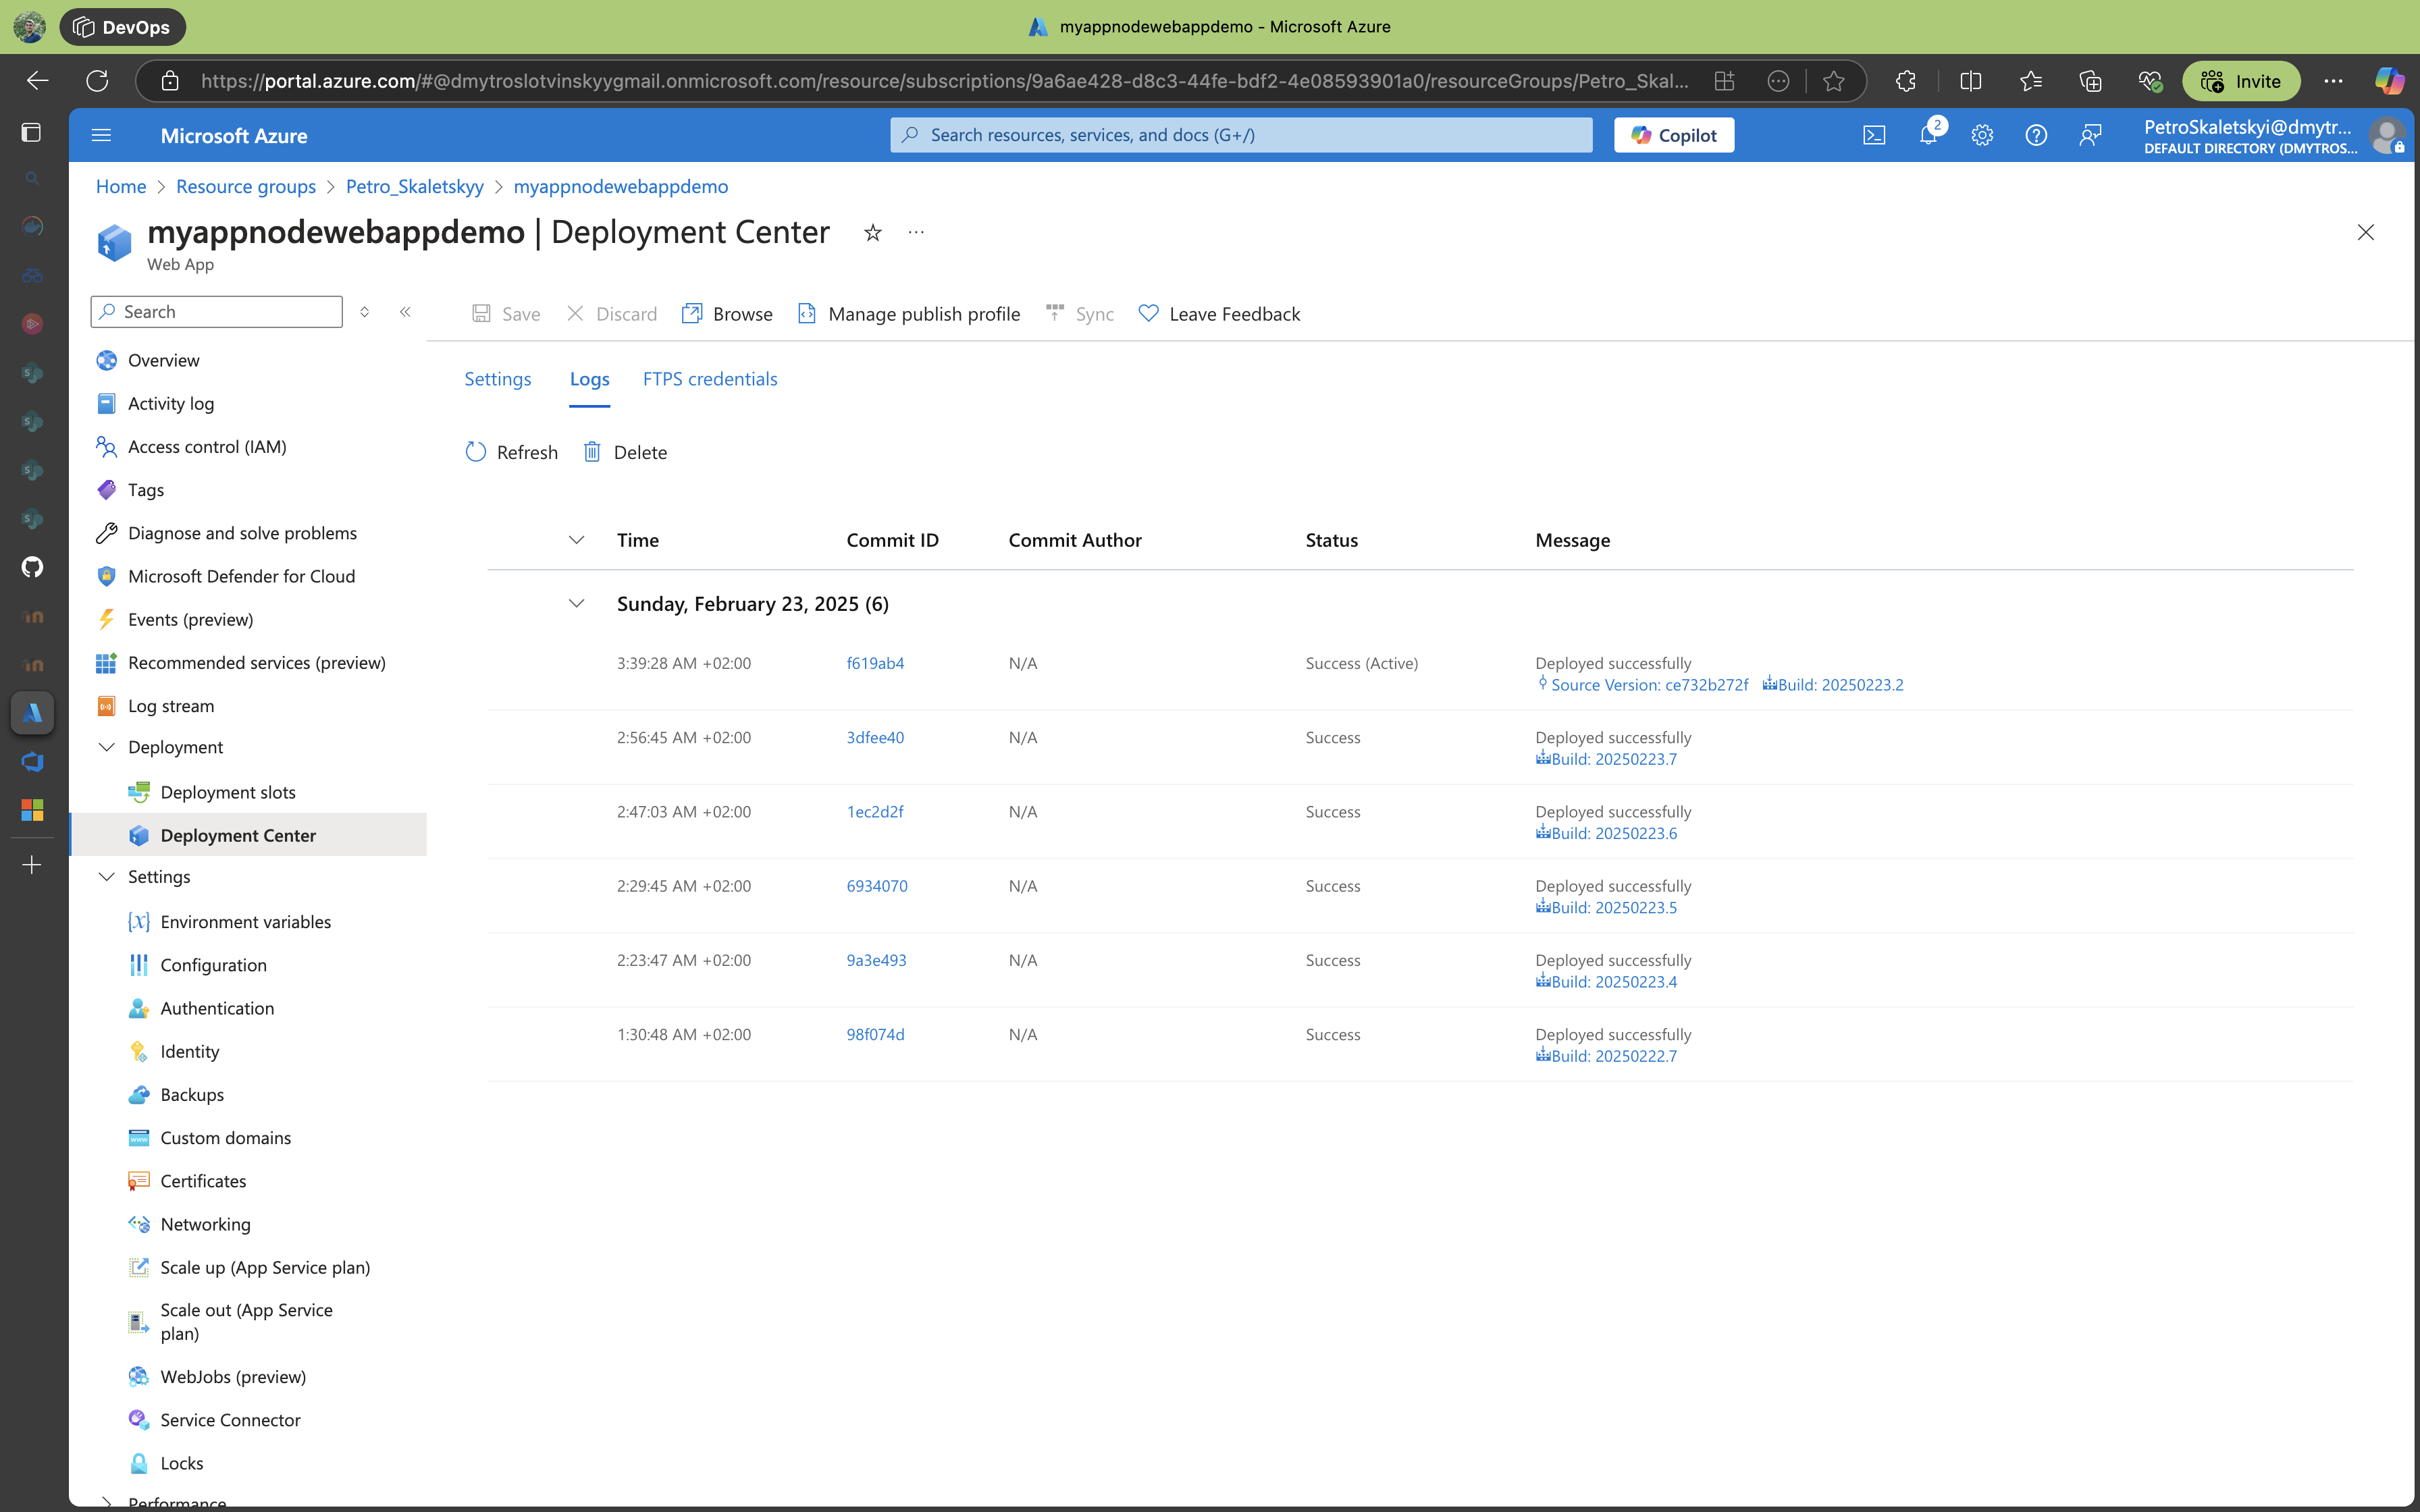 DevOps
myappnodewebappdemo - Microsoft Azure
https://portal.azure.com/#@dmytroslotvinskyygmail.onmicrosoft.com/resource/subscriptions/9a6ae428-d8c3-44fe-bdf2-4e08593901a0/resourceGroups/Petro_Skal...
Invite
Microsoft Azure
Search resources, services, and docs (G+/)
Copilot
2
PetroSkaletskyi@dmytr...
DEFAULT DIRECTORY (DMYTROS...
Home > Resource groups > Petro_Skaletskyy > myappnodewebappdemo
myappnodewebappdemo | Deployment Center
Web App
Search
Save
Discard
Browse
Manage publish profile
Sync
Leave Feedback
Overview
Activity log
Access control (IAM)
Tags
Diagnose and solve problems
Microsoft Defender for Cloud
Events (preview)
Recommended services (preview)
Log stream
Deployment
Deployment slots
Deployment Center
Settings
Environment variables
Configuration
Authentication
Identity
Backups
Custom domains
Certificates
Networking
Scale up (App Service plan)
Scale out (App Service
plan)
WebJobs (preview)
Service Connector
Locks
Performance
Settings
Logs
FTPS credentials
Refresh
Delete
Time Commit ID Commit Author Status Message
Sunday, February 23, 2025 (6)
3:39:28 AM +02:00 f619ab4 N/A Success (Active) Deployed successfully
Source Version: ce732b272f Build: 20250223.2
2:56:45 AM +02:00 3dfee40 N/A Success Deployed successfully
Build: 20250223.7
2:47:03 AM +02:00 1ec2d2f N/A Success Deployed successfully
Build: 20250223.6
2:29:45 AM +02:00 6934070 N/A Success Deployed successfully
Build: 20250223.5
2:23:47 AM +02:00 9a3e493 N/A Success Deployed successfully
Build: 20250223.4
1:30:48 AM +02:00 98f074d N/A Success Deployed successfully
Build: 20250222.7